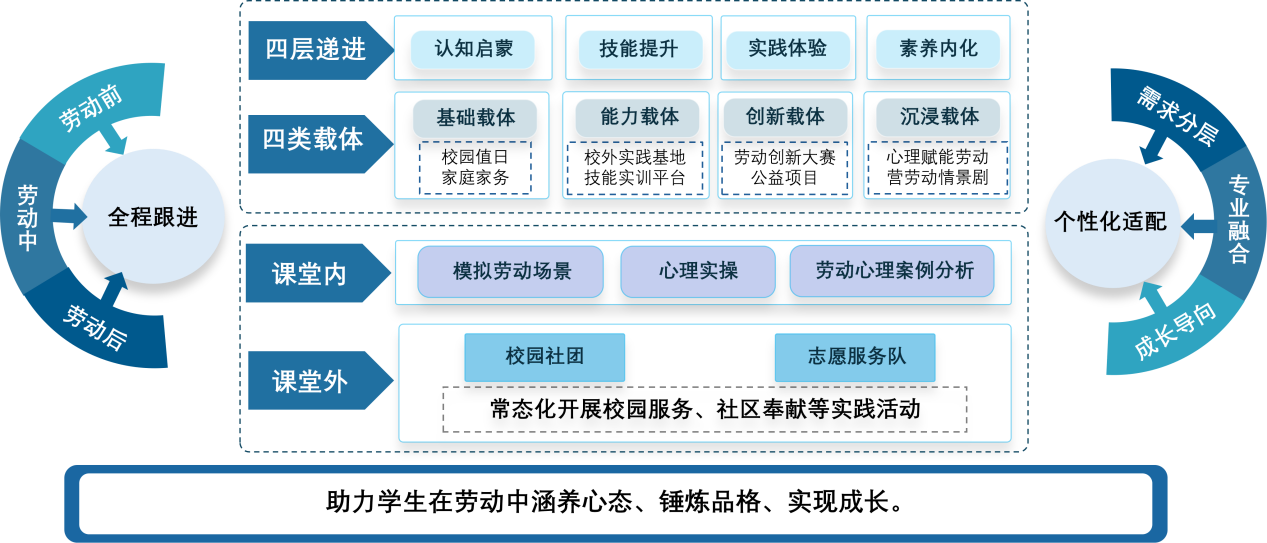 劳动前
劳动中
劳动后
全程跟进
四层递进
认知启蒙
技能提升
实践体验
素养内化
四类载体
基础载体
校园值日
家庭家务
能力载体
校外实践基地
技能实训平台
创新载体
劳动创新大赛
公益项目
沉浸载体
心理赋能劳动
营劳动情景剧
课堂内
模拟劳动场景
心理实操
劳动心理案例分析
课堂外
校园社团
志愿服务队
常态化开展校园服务、社区奉献等实践活动
个性化适配
需求分层
专业融合
成长导向
助力学生在劳动中涵养心态、锤炼品格、实现成长。